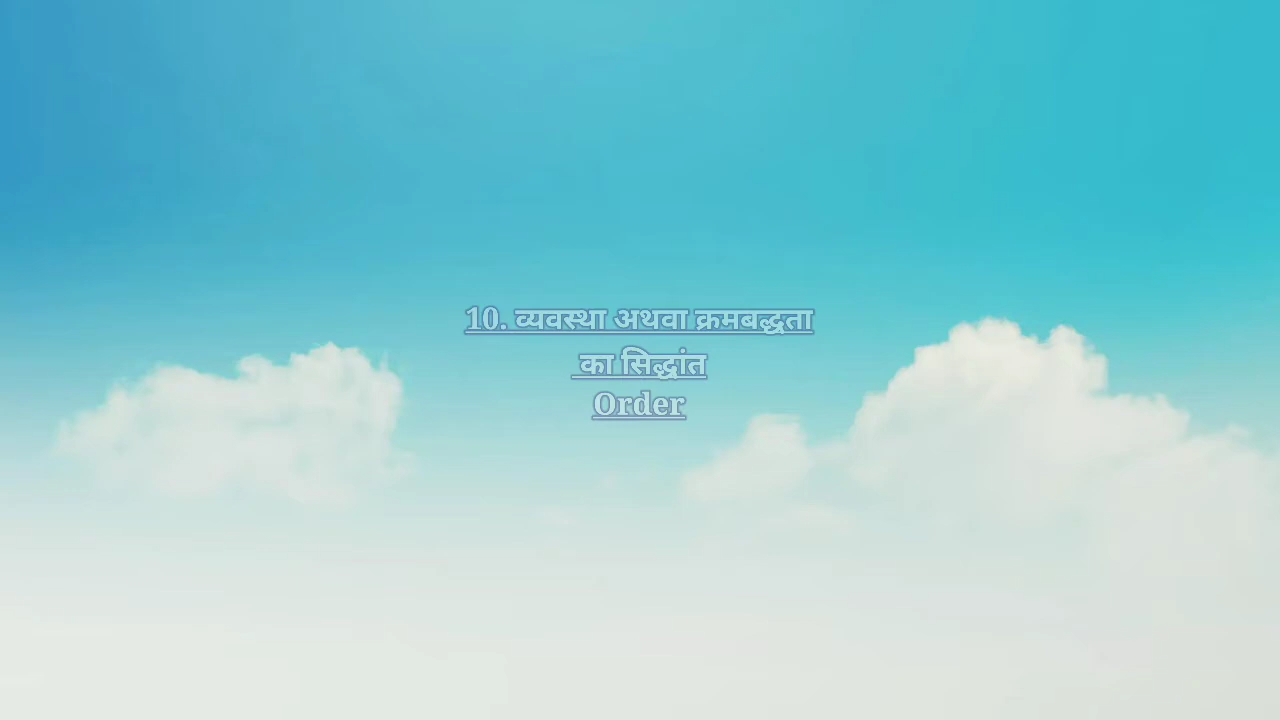 10. व्यवस्था अथवा क्रमबद्धता
का सिद्धांत
Order